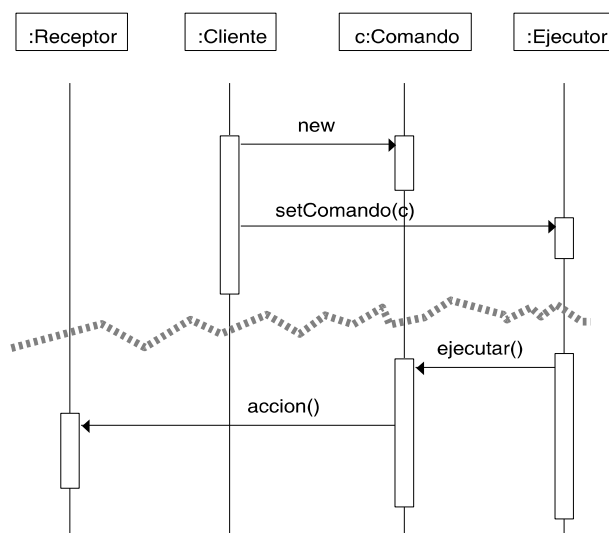 :Receptor
:Cliente
c:Comando
:Ejecutor
new
setComando(c)
ejecutar()
accion()